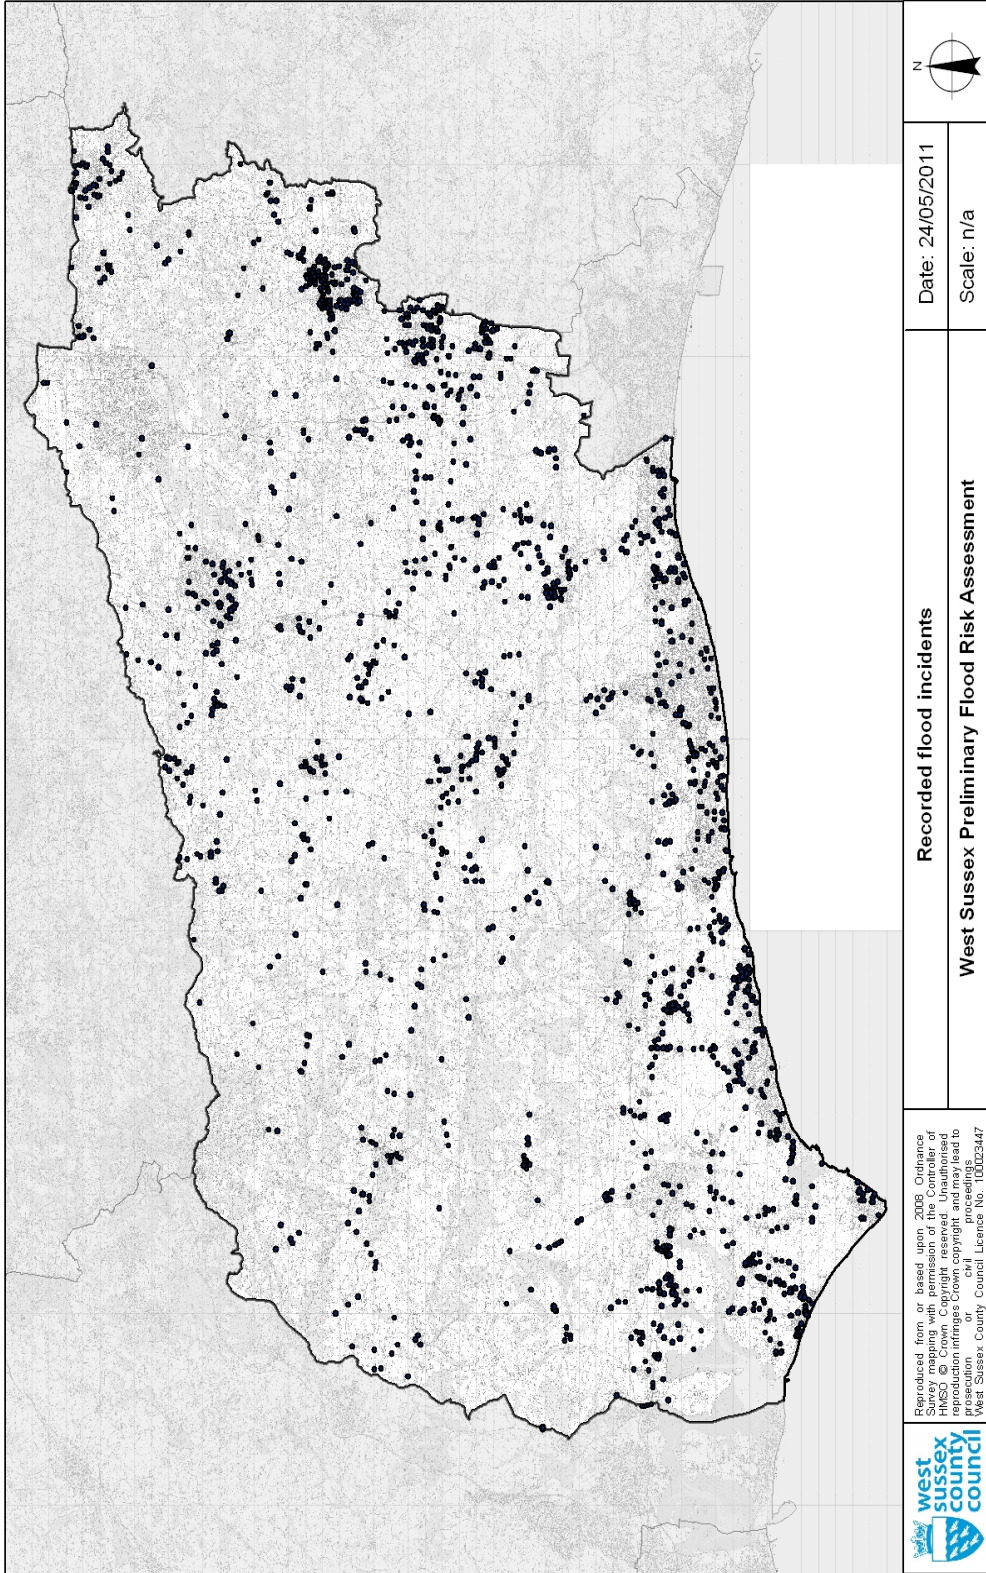 N
Date: 24/05/2011
Scale: n/a
Recorded flood incidents
West Sussex Preliminary Flood Risk Assessment
Reproduced from or based upon 2008 Ordnance
Survey mapping with permission of the Controller of
HMSO © Crown Copyright reserved. Unauthorised
reproduction infringes Crown copyright and may lead to
prosecution or civil proceedings
West Sussex County Council Licence No. 100023447
west
sussex
county
council